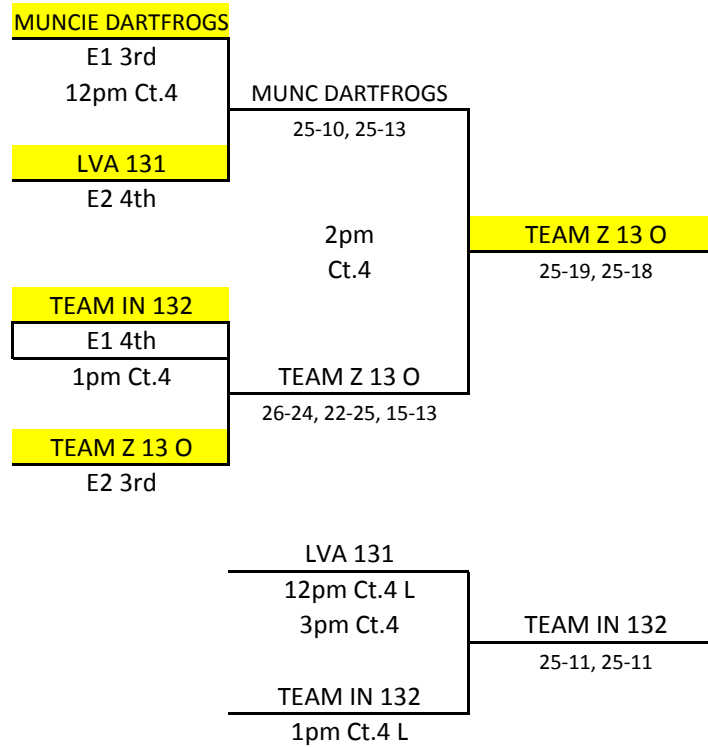 MUNCIE DARTFROGS
E1 3rd
12pm Ct.4
MUNC DARTFROGS
25-10, 25-13
LVA 131
E2 4th
2pm
Ct.4
TEAM Z 13 O
25-19, 25-18
TEAM IN 132
E1 4th
1pm Ct.4
TEAM Z 13 O
26-24, 22-25, 15-13
TEAM Z 13 O
E2 3rd
LVA 131
12pm Ct.4 L
3pm Ct.4
TEAM IN 132
25-11, 25-11
TEAM IN 132
1pm Ct.4 L